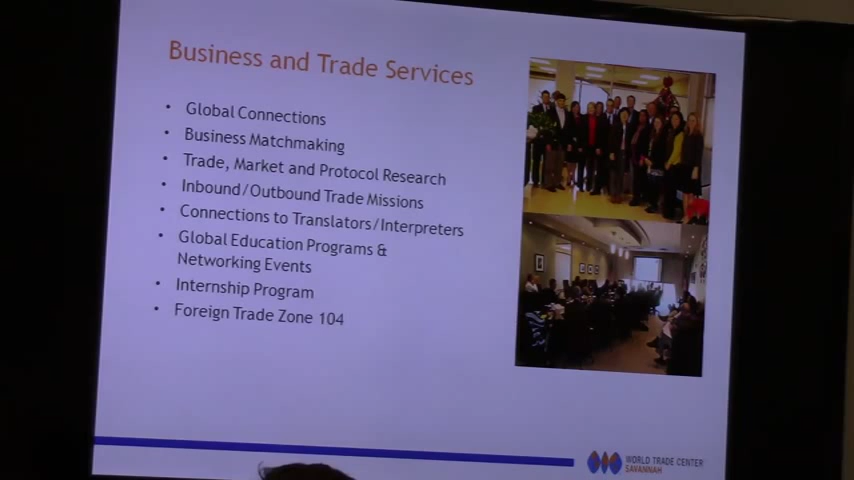 Business and Trade Services
• Global Connections
• Business Matchmaking
• Trade, Market and Protocol Research
• Inbound/Outbound Trade Missions
• Connections to Translators/Interpreters
• Global Education Programs &
Networking Events
• Internship Program
• Foreign Trade Zone 104
WORLD TRADE CENTER
SAVANNAH